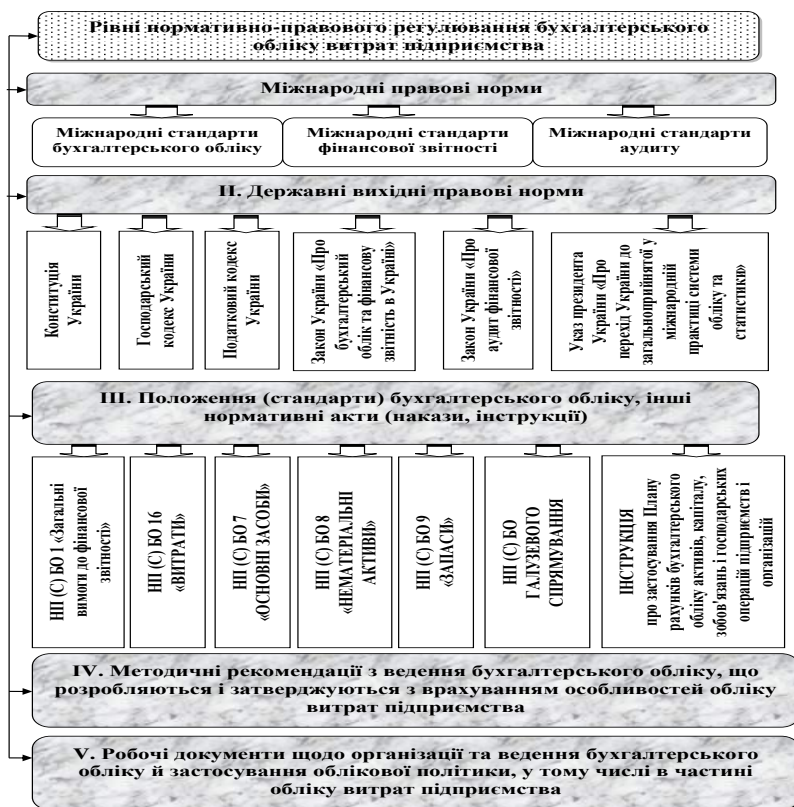 Рівні нормативно-правового регулювання бухгалтерського
обліку витрат підприємства
Міжнародні правові норми
Міжнародні стандарти
бухгалтерського обліку
Міжнародні стандарти
фінансової звітності
Міжнародні стандарти
аудиту
ІІ. Державні вихідні правові норми
Конституція
України
Господарський
кодекс України
Податковий кодекс
України
Закон України «Про
бухгалтерський
облік та фінансову
звітність в Україні»
Закон України «Про
аудит фінансової
звітності»
Указ президента
України «Про
перехід України до
загальноприйнятої у
міжнародній
практиці системи
обліку та
статистики»
ІІІ. Положення (стандарти) бухгалтерського обліку, інші
нормативні акти (накази, інструкції)
НП (С) БО 1 «Загальні
вимоги до фінансової
звітності»
НП (С) БО 16
«ВИТРАТИ»
НП (С) БО 7
«ОСНОВНІ ЗАСОБИ»
НП (С) БО 8
«НЕМАТЕРІАЛЬНІ
АКТИВИ»
НП (С) БО 9
«ЗАПАСИ»
НП (С) БО
ГАЛУЗЕВОГО
СПРЯМУВАННЯ
ІНСТРУКЦІЯ
про застосування Плану
рахунків бухгалтерського
обліку активів, капіталу,
зобов'язань і господарських
операцій підприємств і
організацій
IV. Методичні рекомендації з ведення бухгалтерського обліку, що
розробляються і затверджуються з врахуванням особливостей обліку
витрат підприємства
V. Робочі документи щодо організації та ведення бухгалтерського
обліку й застосування облікової політики, у тому числі в частині
обліку витрат підприємства